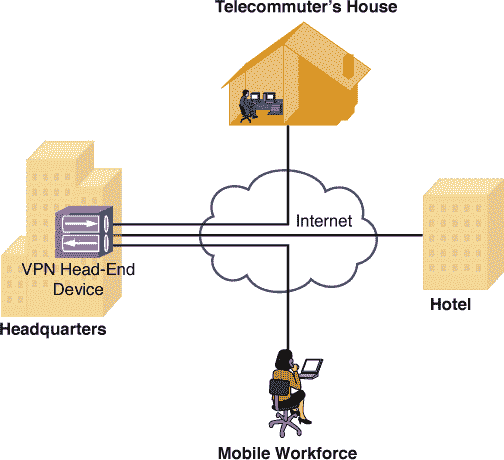 Telecommuter's House
Internet
VPN Head-End
Device
Headquarters
Hotel
Mobile Workforce